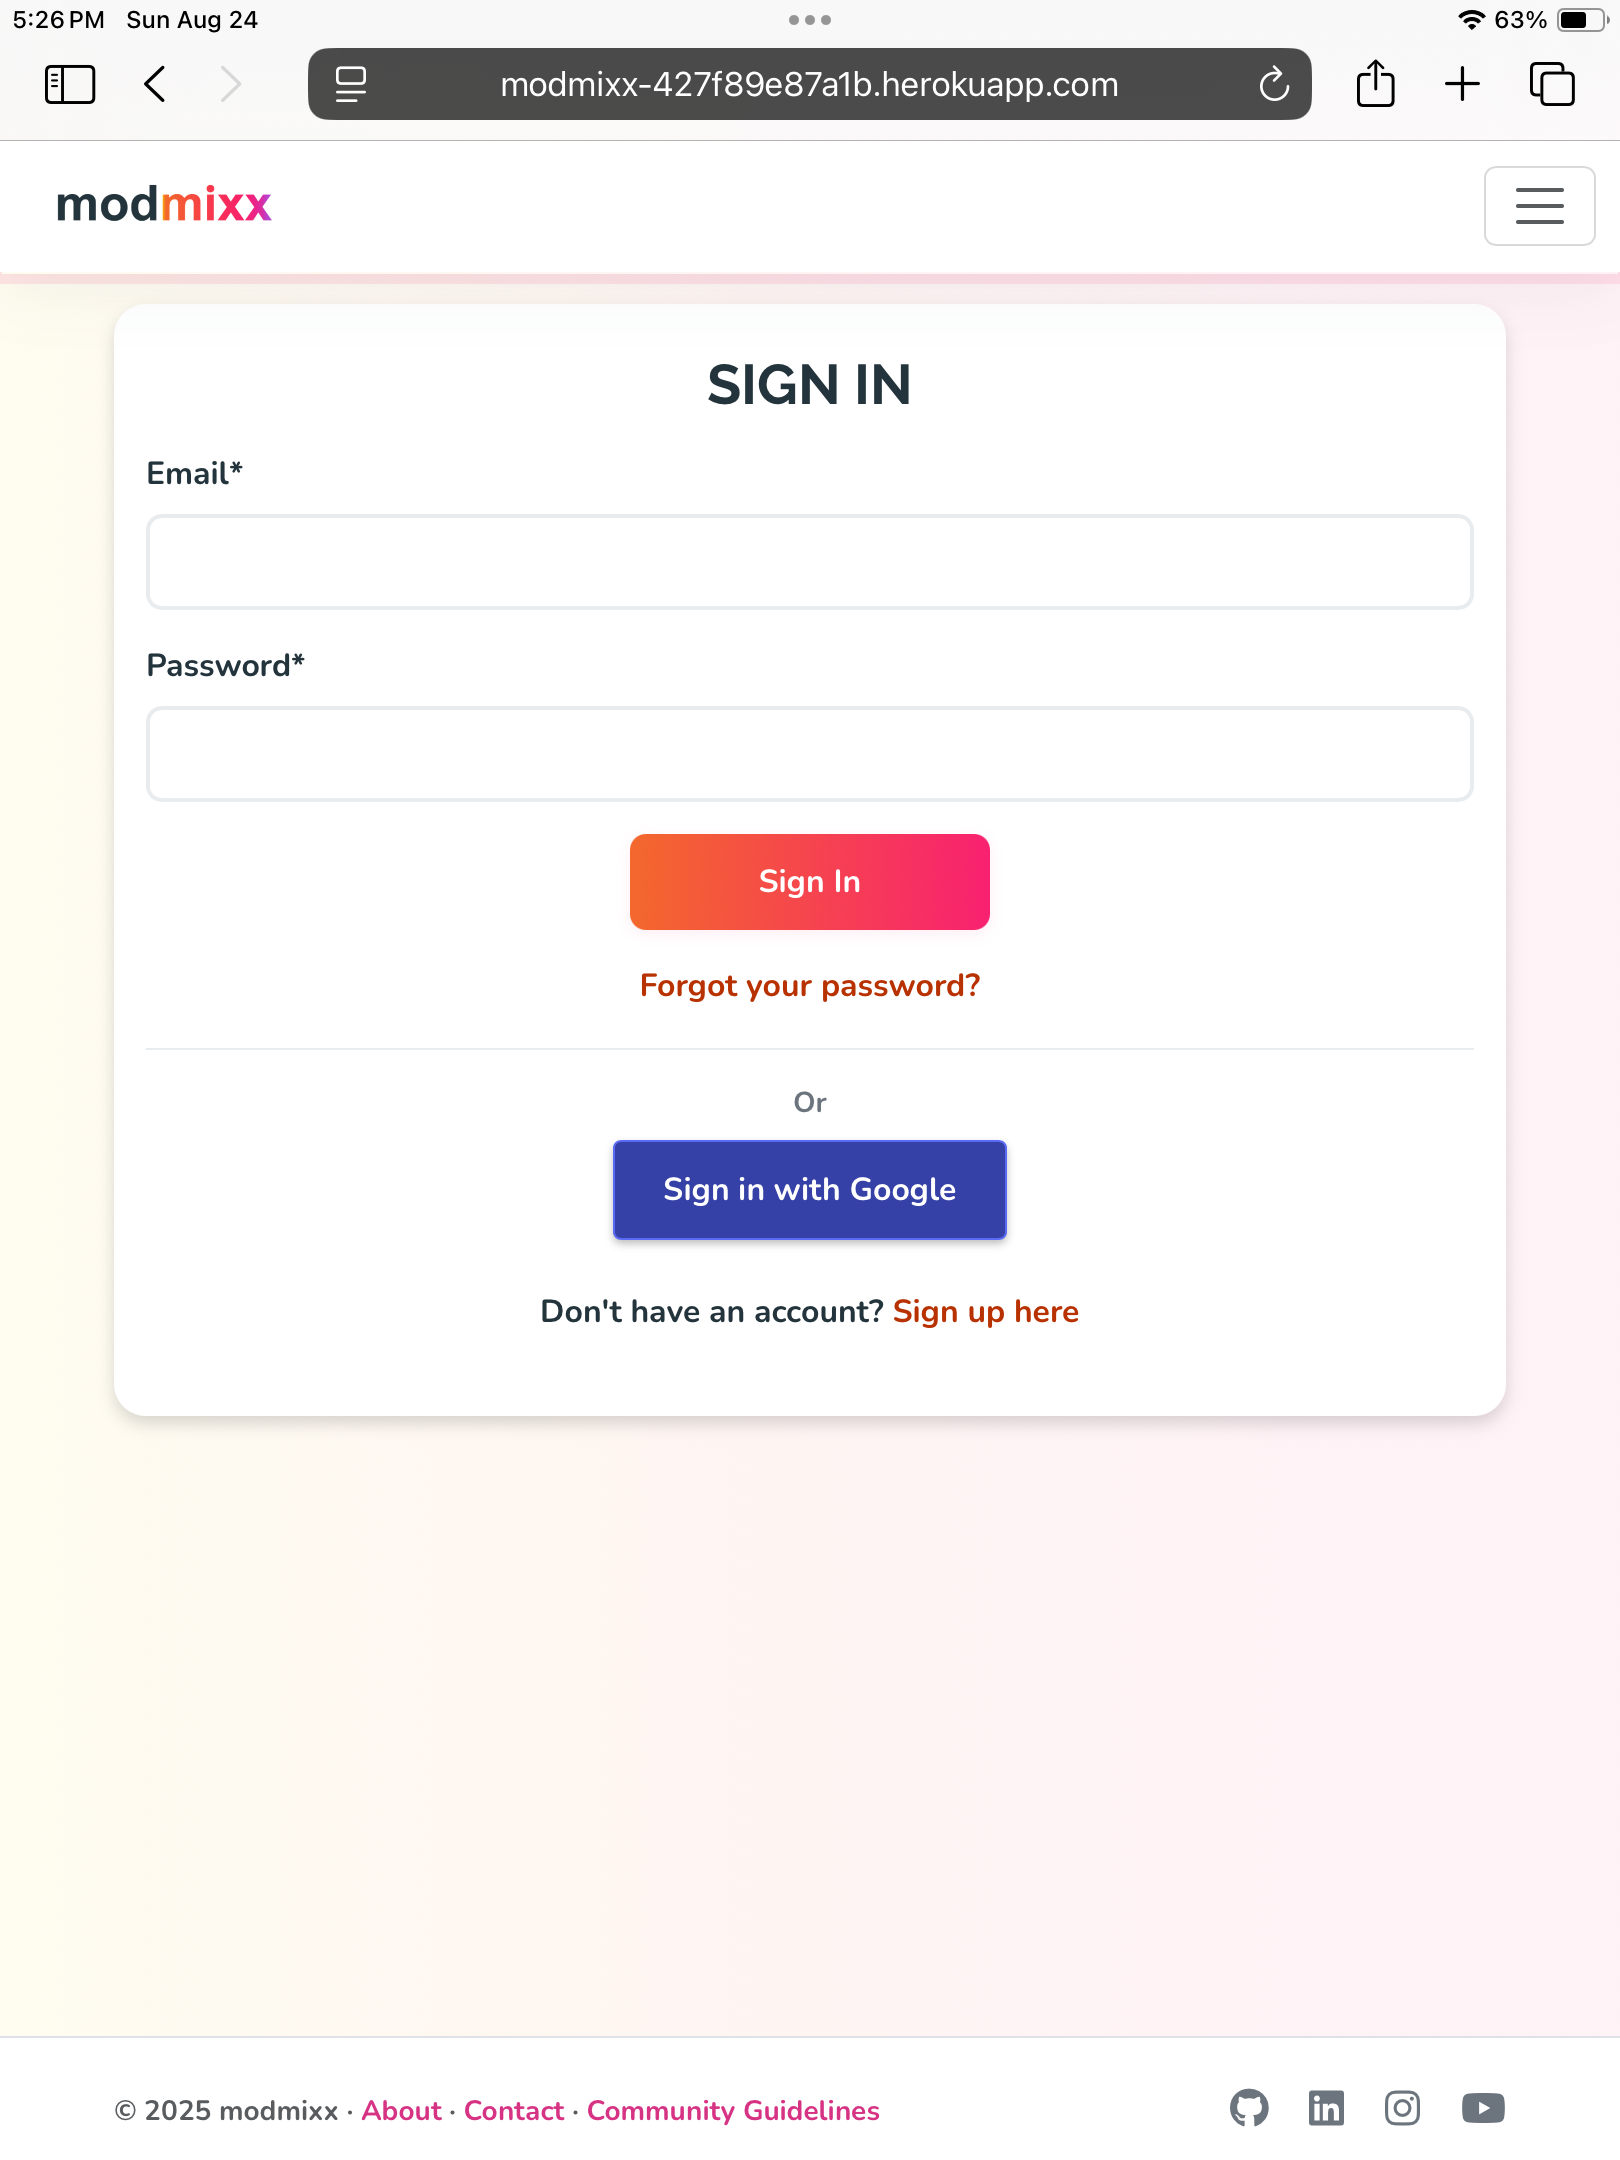 5:26 PM Sun Aug 24 63%
modmixx-427f89e87a1b.herokuapp.com
modmixx
SIGN IN
Email*
Password*
Sign In
Forgot your password?
Or
Sign in with Google
Don't have an account? Sign up here
© 2025 modmixx · About · Contact · Community Guidelines